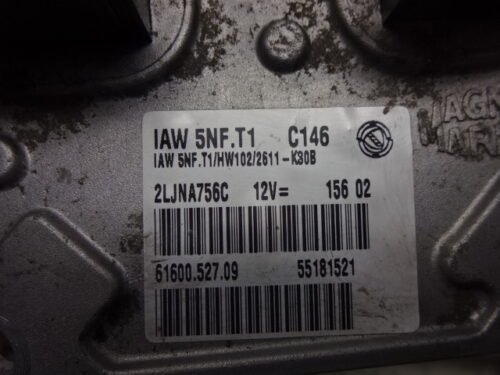 IAW 5NF.T1 C146
IAW 5NF.T1/HW102/2611-K30B
2LJNA756C 12V= 156 02
61600.527.09 55181521